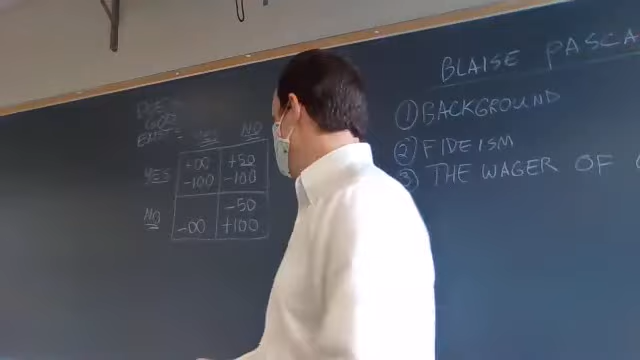 DOES
GOD
EXIST
YES NO
YES +∞ +50
-100 -100
NO -50
-∞ +100
BLAISE PASCA
① BACKGROUND
② FIDEISM
③ THE WAGER OF